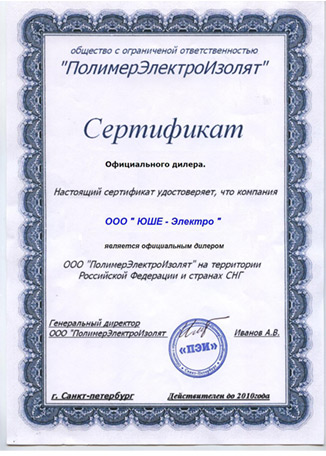 общество с ограниченой ответственностью
"ПолимерЭлектроИзолят"
Сертификат
Официального дилера.
Настоящий сертификат удостоверяет, что компания
ООО " ЮШЕ - Электро "
является официальным дилером
ООО "ПолимерЭлектроИзолят" на территории
Российской Федерации и странах СНГ
Генеральный директор
ООО "ПолимерЭлектроИзолят
Иванов А.В.
«ПЭИ»
г. Санкт-петербург
Действителен до 2010года